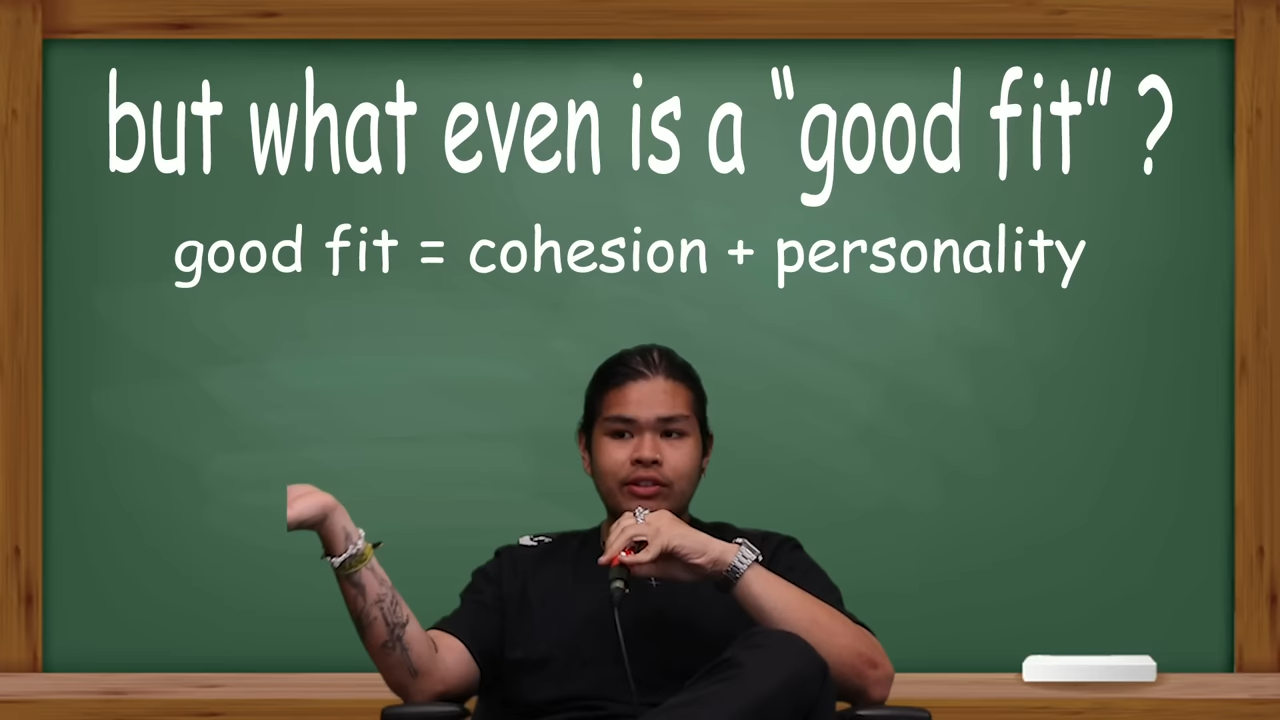 but what even is a “good fit” ?
good fit = cohesion + personality